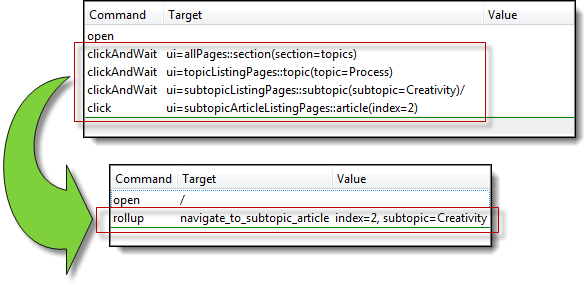 Command Target Value
open
clickAndWait ui=allPages::section(section=topics)
clickAndWait ui=topicListingPages::topic(topic=Process)
clickAndWait ui=subtopicListingPages::subtopic(subtopic=Creativity)/
click ui=subtopicArticleListingPages::article(index=2)
Command Target Value
open /
rollup navigate_to_subtopic_article index=2, subtopic=Creativity